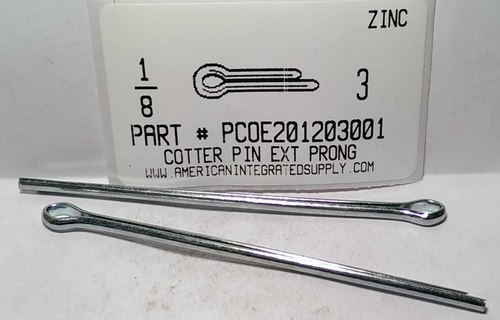 ZINC
1/8 3
PART # PCOE201203001
COTTER PIN EXT PRONG
WWW.AMERICANINTEGRATEDSUPPLY.COM